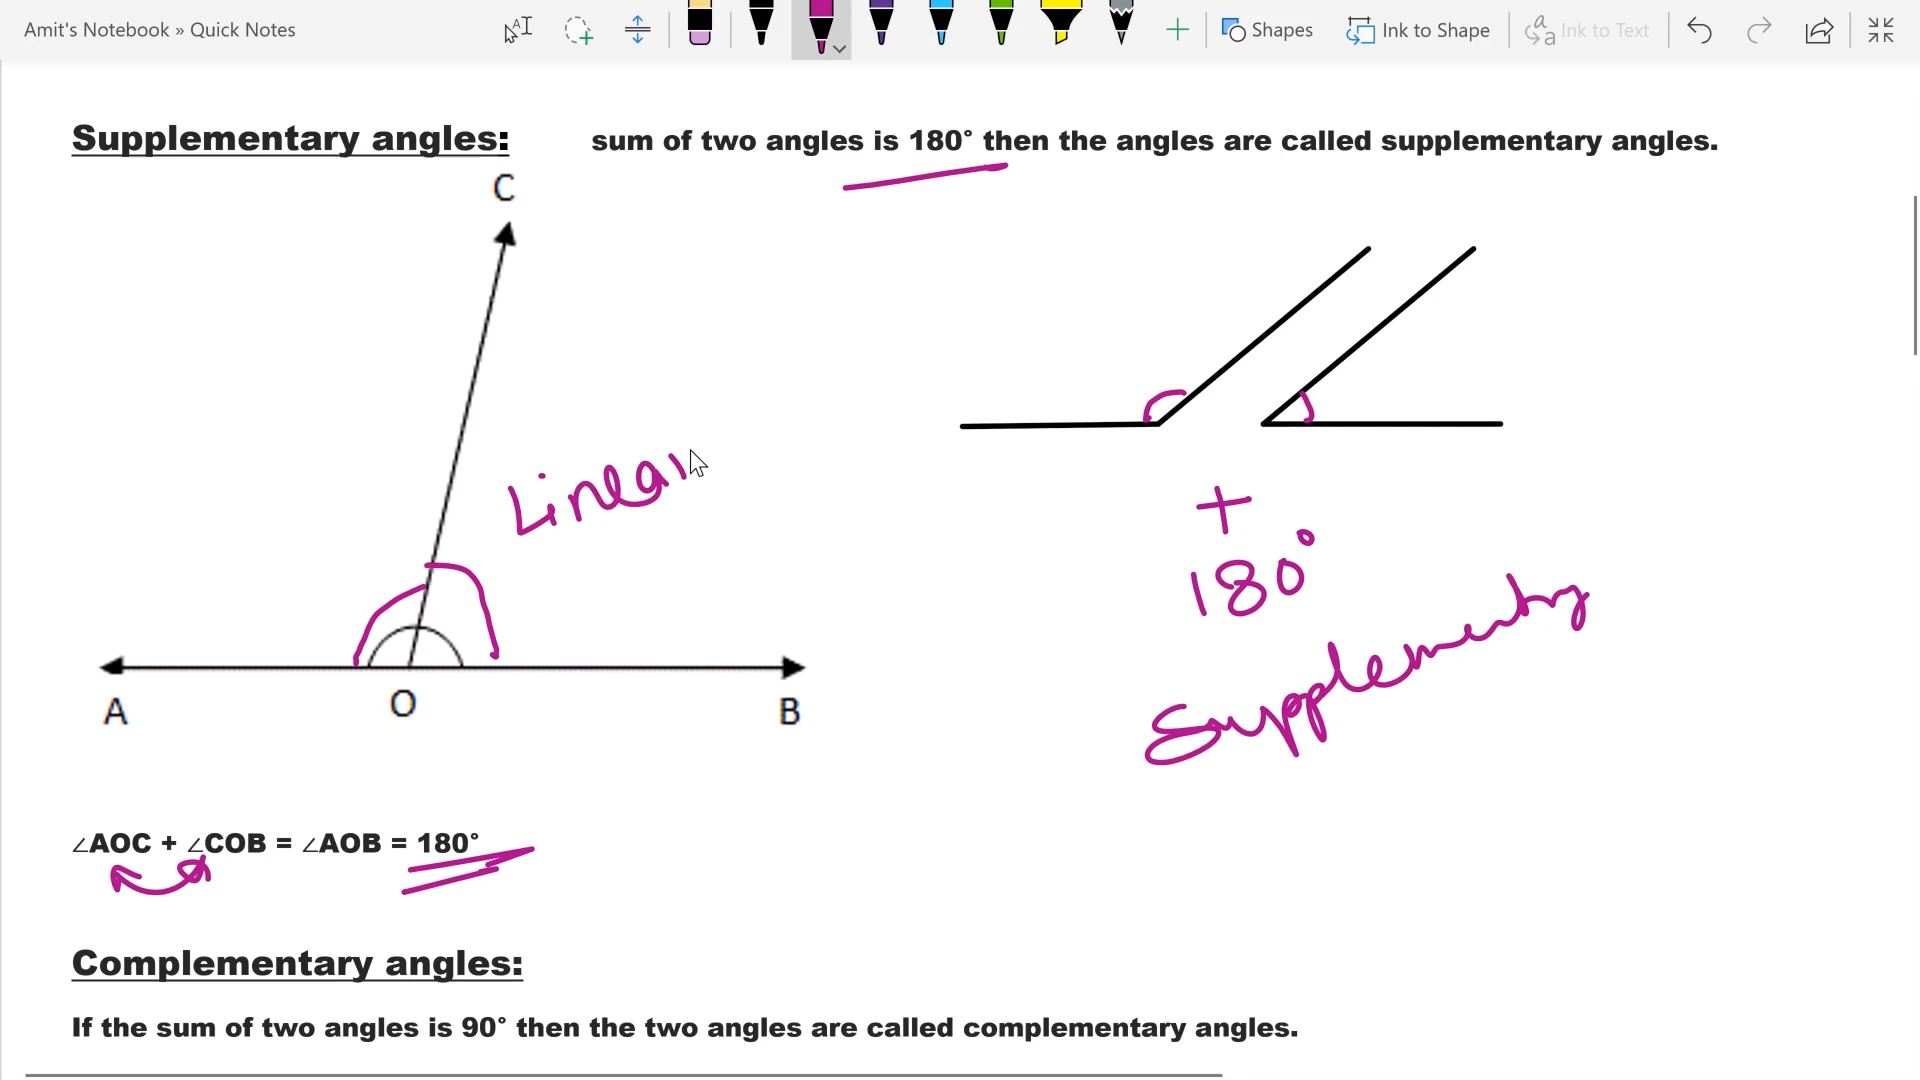 Amit's Notebook » Quick Notes
Shapes
Ink to Shape
Ink to Text
Supplementary angles: sum of two angles is 180° then the angles are called supplementary angles.
C
Linear
A
O
B
+
180°
Supplementry
∠AOC + ∠COB = ∠AOB = 180°
Complementary angles:
If the sum of two angles is 90° then the two angles are called complementary angles.